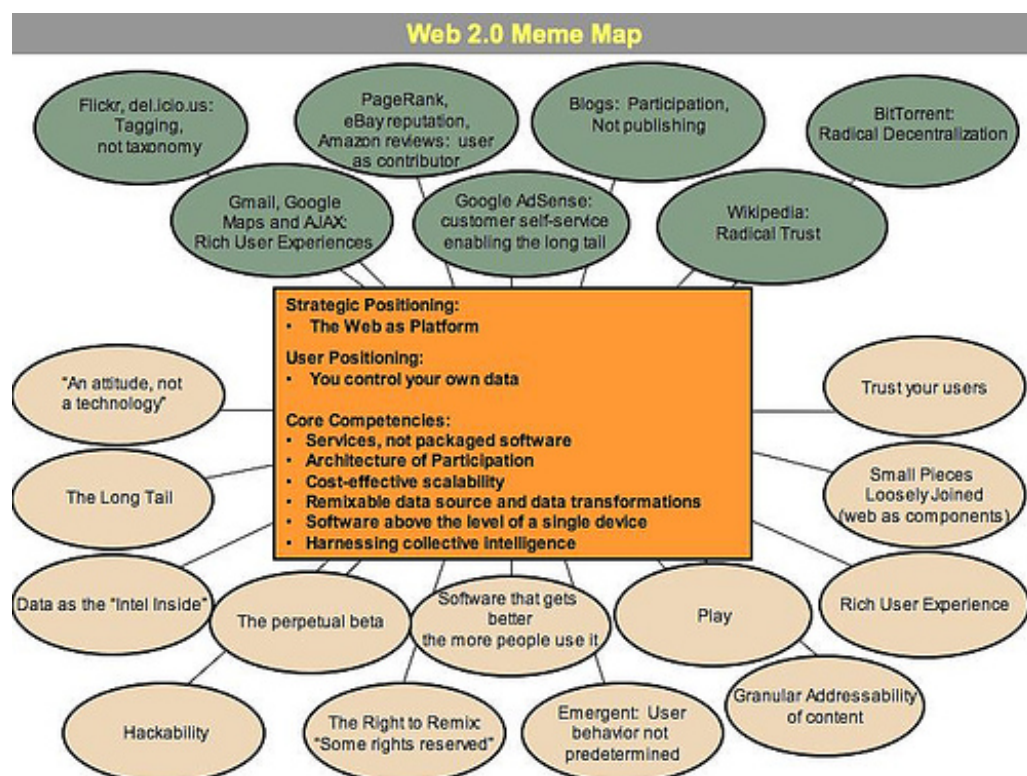 Web 2.0 Meme Map
Flickr, del.icio.us:
Tagging,
not taxonomy
PageRank,
eBay reputation,
Amazon reviews: user
as contributor
Blogs: Participation,
Not publishing
BitTorrent:
Radical Decentralization
Gmail, Google
Maps and AJAX:
Rich User Experiences
Google AdSense:
customer self-service
enabling the long tail
Wikipedia:
Radical Trust
Strategic Positioning:
• The Web as Platform
User Positioning:
• You control your own data
Core Competencies:
• Services, not packaged software
• Architecture of Participation
• Cost-effective scalability
• Remixable data source and data transformations
• Software above the level of a single device
• Harnessing collective intelligence
“An attitude, not
a technology”
Trust your users
The Long Tail
Small Pieces
Loosely Joined
(web as components)
Data as the “Intel Inside”
The perpetual beta
Software that gets
better
the more people use it
Play
Rich User Experience
Hackability
The Right to Remix:
“Some rights reserved”
Emergent: User
behavior not
predetermined
Granular Addressability
of content